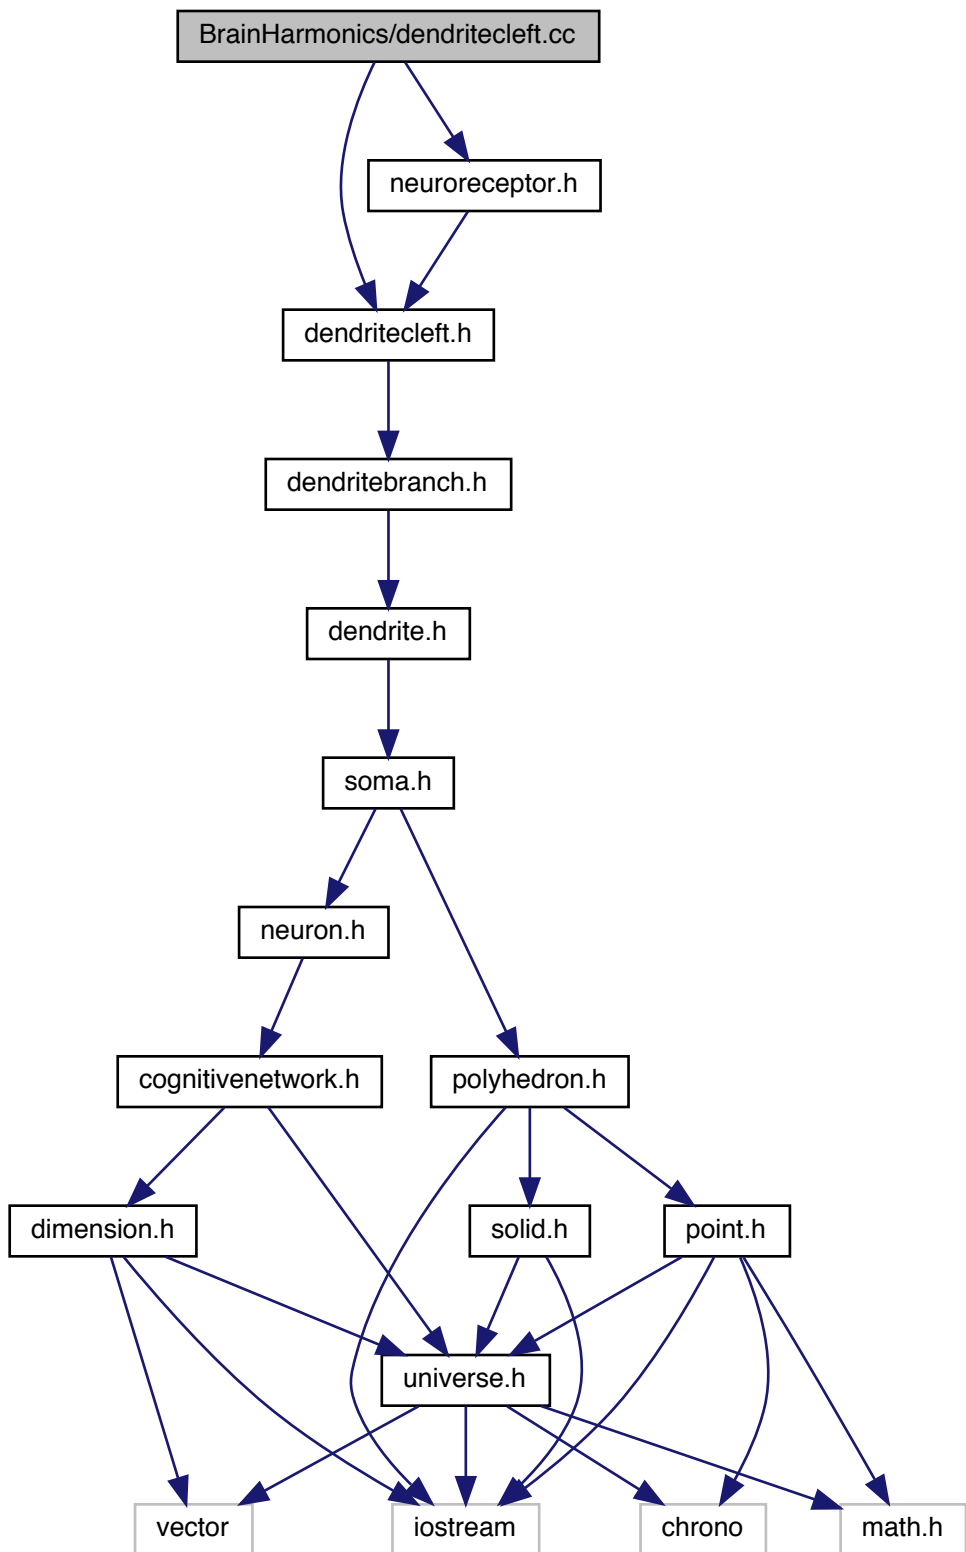 BrainHarmonics/dendritecleft.cc
neuroreceptor.h
dendritecleft.h
dendritebranch.h
dendrite.h
soma.h
neuron.h
cognitivenetwork.h
polyhedron.h
dimension.h
solid.h
point.h
universe.h
vector
iostream
chrono
math.h